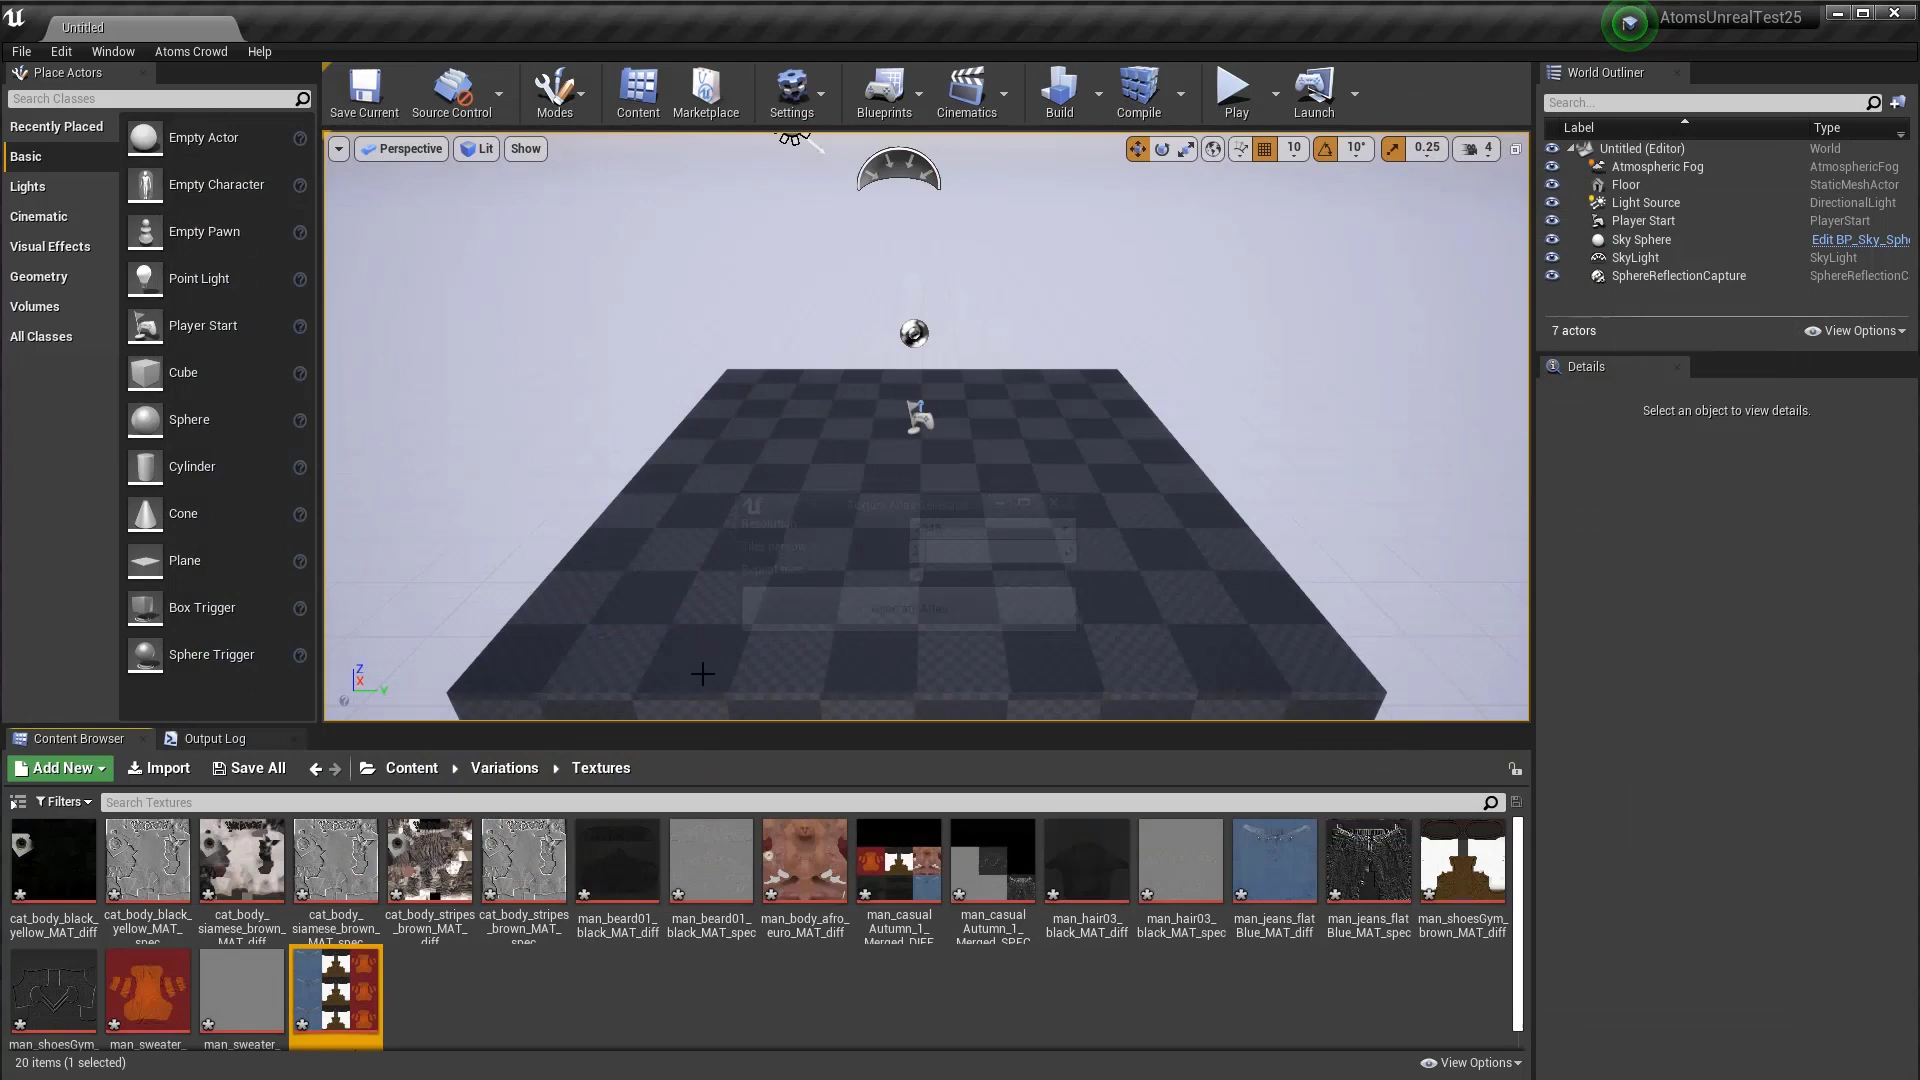 Untitled
AtomsUnrealTest25
File Edit Window Atoms Crowd Help
Place Actors
Search Classes
Recently Placed
Basic
Lights
Cinematic
Visual Effects
Geometry
Volumes
All Classes
Empty Actor
Empty Character
Empty Pawn
Point Light
Player Start
Cube
Sphere
Cylinder
Cone
Plane
Box Trigger
Sphere Trigger
Save Current
Source Control
Modes
Content
Marketplace
Settings
Blueprints
Cinematics
Build
Compile
Play
Launch
Perspective
Lit
Show
10
10°
0.25
4
Resolution
Z
X
Y
World Outliner
Search...
Label Type
Untitled (Editor) World
Atmospheric Fog AtmosphericFog
Floor StaticMeshActor
Light Source DirectionalLight
Player Start PlayerStart
Sky Sphere Edit BP_Sky_Sph
SkyLight SkyLight
SphereReflectionCapture SphereReflectionC
7 actors
View Options
Details
Select an object to view details.
Content Browser
Output Log
Add New
Import
Save All
Content
Variations
Textures
Filters
Search Textures
cat_body_black_
yellow_MAT_diff
cat_body_black_
yellow_MAT_
spec
cat_body_
siamese_brown_
MAT_diff
cat_body_
siamese_brown_
MAT_spec
cat_body_stripes
_brown_MAT_
diff
cat_body_stripes
_brown_MAT_
spec
man_beard01_
black_MAT_diff
man_beard01_
black_MAT_spec
man_body_afro_
euro_MAT_diff
man_casual
Autumn_1_
Merged_DIFF
man_casual
Autumn_1_
Merged_SPEC
man_hair03_
black_MAT_diff
man_hair03_
black_MAT_spec
man_jeans_flat
Blue_MAT_diff
man_jeans_flat
Blue_MAT_spec
man_shoesGym_
brown_MAT_diff
man_shoesGym_
man_sweater_
man_sweater_
20 items (1 selected)
View Options